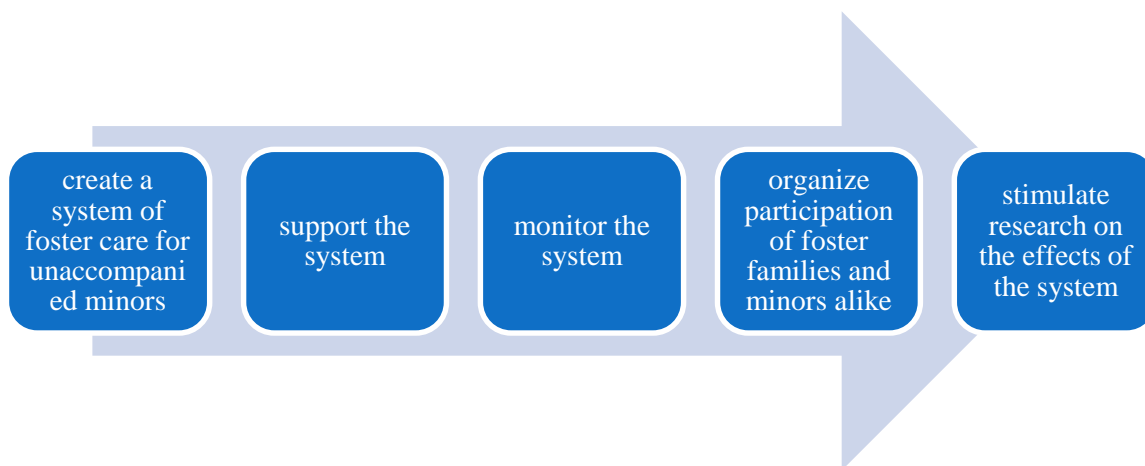 create a
system of
foster care for
unaccompani
ed minors
support the
system
monitor the
system
organize
participation
of foster
families and
minors alike
stimulate
research on
the effects of
the system